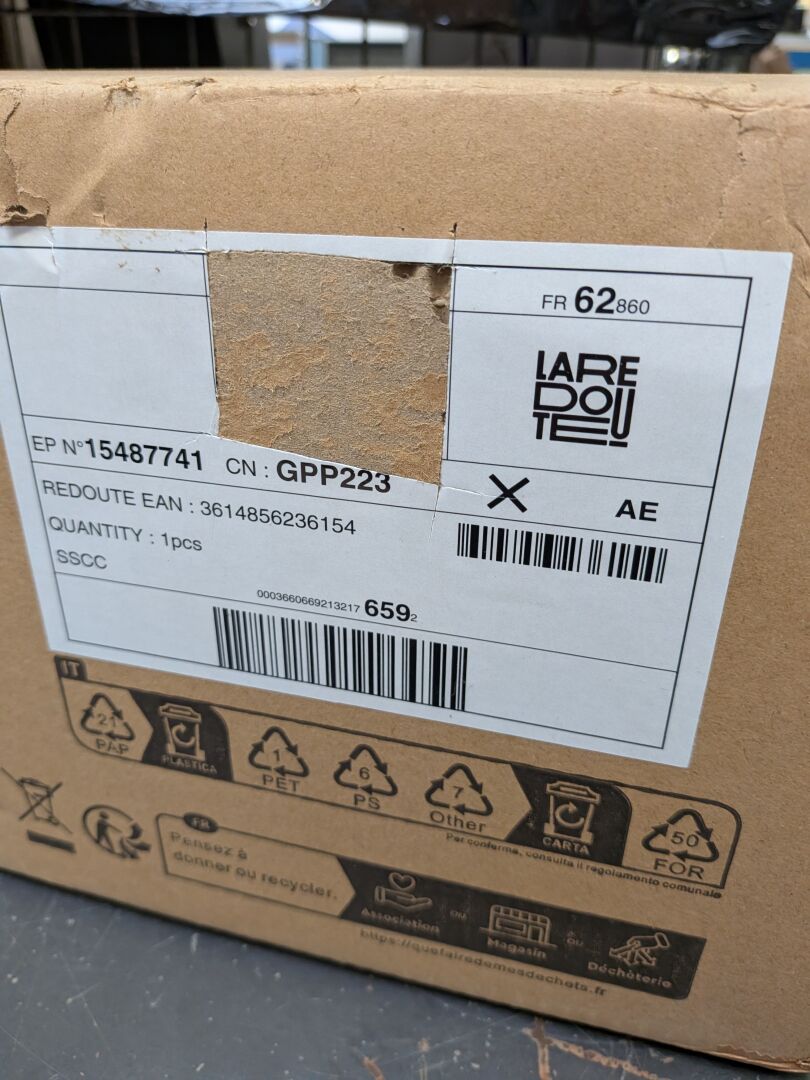 FR 62860
LA RE
DOU
TE
EP N°15487741 CN : GPP223
X AE
REDOUTE EAN : 3614856236154
QUANTITY : 1pcs
SSCC
0003660669213217 6592
IT
21
PAP
PLASTICA
1
PET
6
PS
7
Other
CARTA
50
FOR
Per conferma, consulta il regolamento comunale
FR
Pensez à
donner ou recycler.
Association
OU
Magasin
OU
Déchèterie
https://quefairedemesdechets.fr